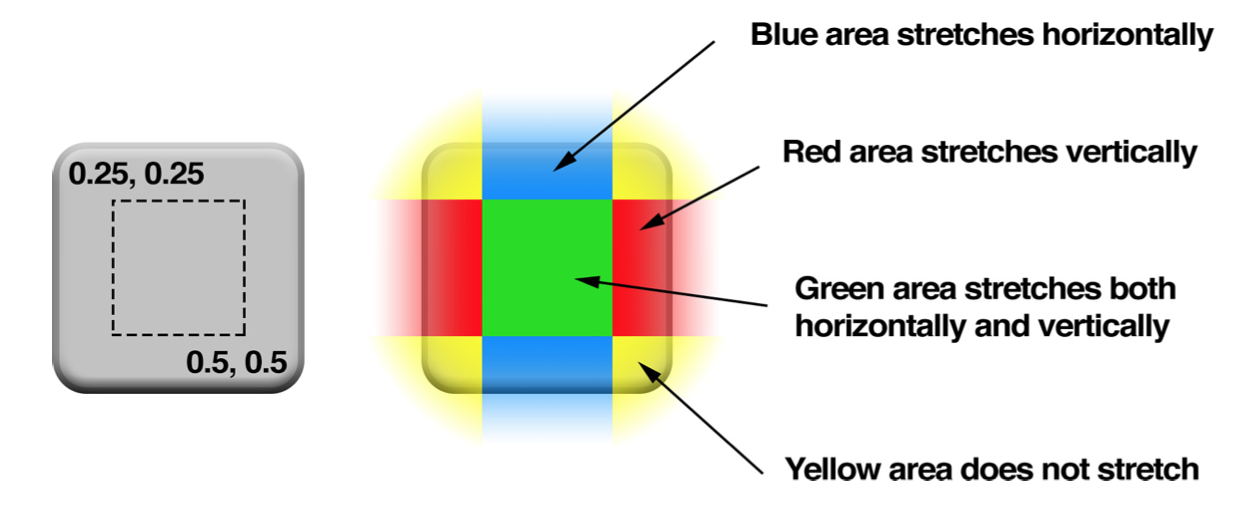 0.25, 0.25
0.5, 0.5
Blue area stretches horizontally
Red area stretches vertically
Green area stretches both
horizontally and vertically
Yellow area does not stretch